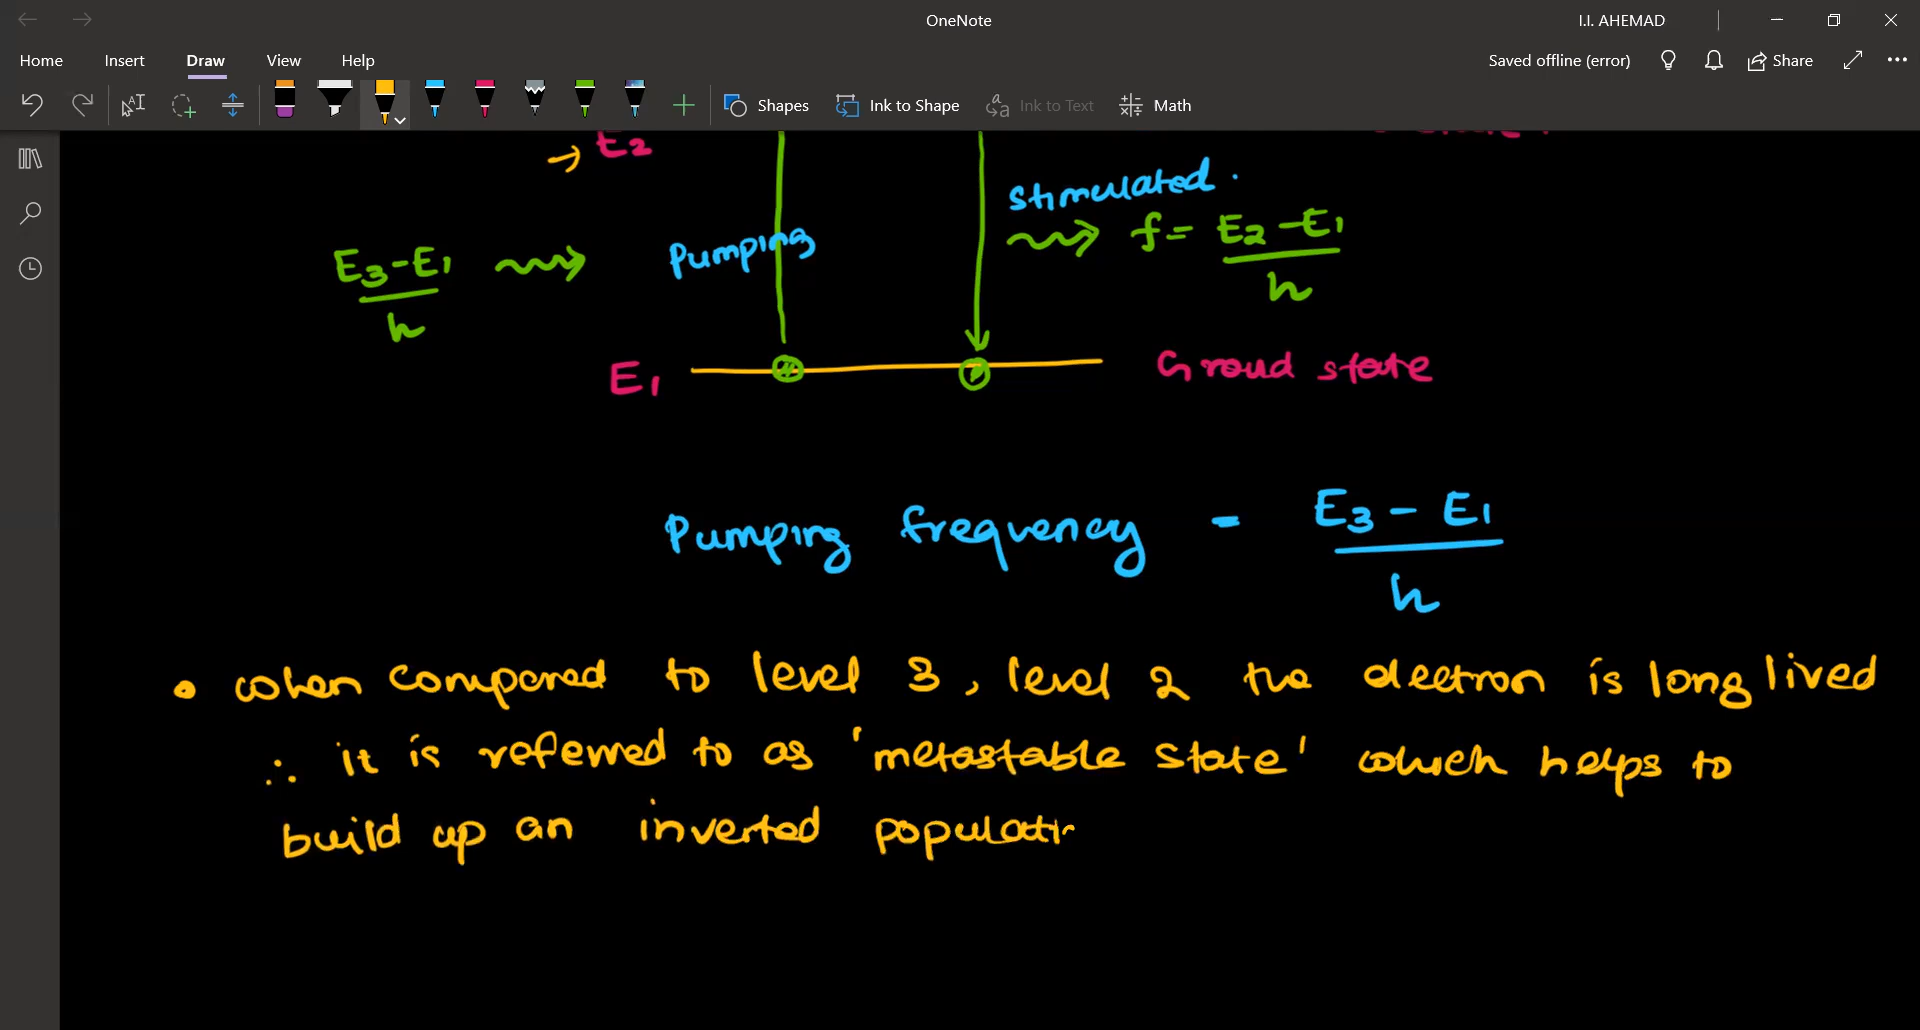 OneNote
I.I. AHEMAD
Home Insert Draw View Help
Saved offline (error) Share
Shapes Ink to Shape Ink to Text Math
→ E2
Stimulated.
f = E2 - E1 / h
Pumping
E3 - E1 / h
E1 Groud state
Pumping frequency - E3 - E1 / h
• when compared to level 3, level 2 the electron is long lived
∴ it is referred to as 'metastable state' which helps to
build up an inverted populati